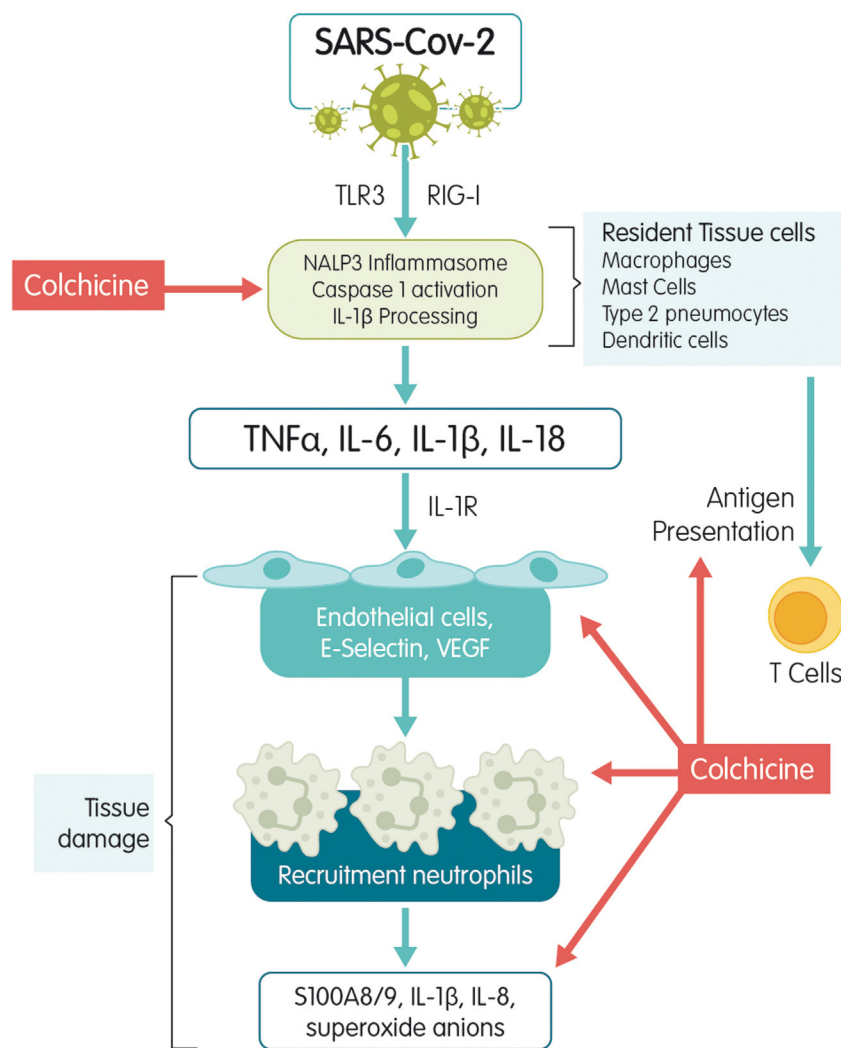 SARS-Cov-2
TLR3
RIG-I
Colchicine
NALP3 Inflammasome
Caspase 1 activation
IL-1β Processing
Resident Tissue cells
Macrophages
Mast Cells
Type 2 pneumocytes
Dendritic cells
TNFα, IL-6, IL-1β, IL-18
IL-1R
Antigen
Presentation
Endothelial cells,
E-Selectin, VEGF
T Cells
Colchicine
Tissue
damage
Recruitment neutrophils
S100A8/9, IL-1β, IL-8,
superoxide anions